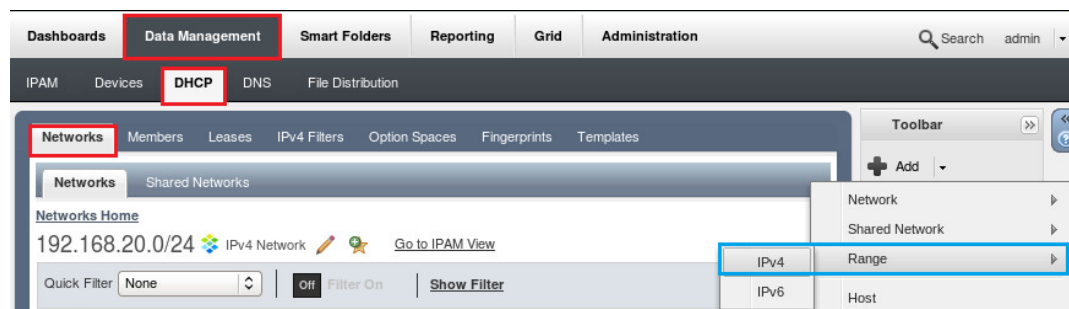 Dashboards Data Management Smart Folders Reporting Grid Administration Search admin
IPAM Devices DHCP DNS File Distribution
Networks Members Leases IPv4 Filters Option Spaces Fingerprints Templates
Toolbar
Add
Networks Shared Networks
Networks Home
192.168.20.0/24 IPv4 Network Go to IPAM View
Quick Filter None Off Filter On Show Filter
Network
Shared Network
Range
Host
IPv4
IPv6